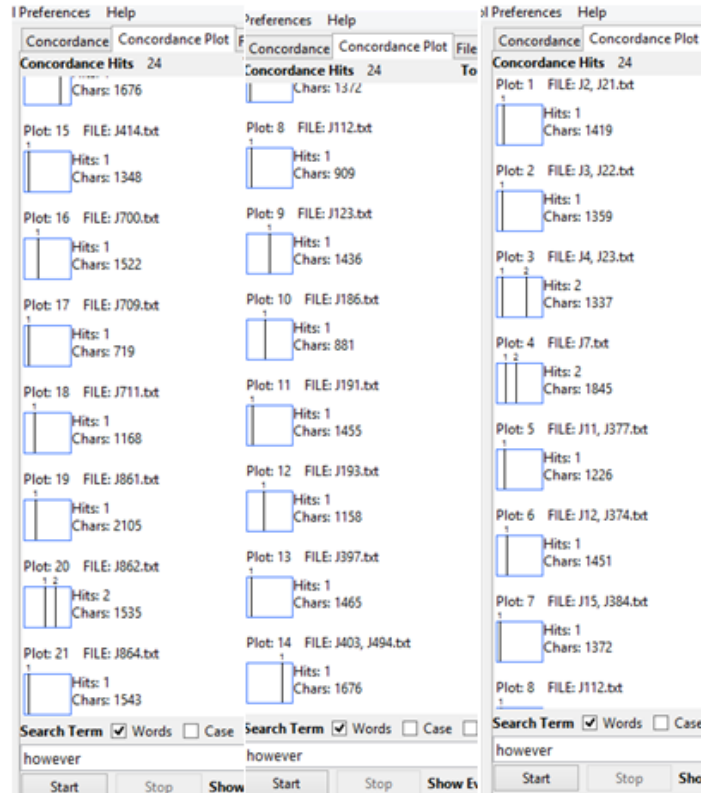 l Preferences Help
Concordance Concordance Plot F
Concordance Hits 24
Chars: 1676
Plot: 15 FILE: J414.txt
1
Hits: 1
Chars: 1348
Plot: 16 FILE: J700.txt
1
Hits: 1
Chars: 1522
Plot: 17 FILE: J709.txt
1
Hits: 1
Chars: 719
Plot: 18 FILE: J711.txt
1
Hits: 1
Chars: 1168
Plot: 19 FILE: J861.txt
1
Hits: 1
Chars: 2105
Plot: 20 FILE: J862.txt
1 2
Hits: 2
Chars: 1535
Plot: 21 FILE: J864.txt
1
Hits: 1
Chars: 1543
Search Term Words Case
however
Start Stop Show
Preferences Help
Concordance Concordance Plot File
Concordance Hits 24 To
Chars: 1372
Plot: 8 FILE: J112.txt
1
Hits: 1
Chars: 909
Plot: 9 FILE: J123.txt
1
Hits: 1
Chars: 1436
Plot: 10 FILE: J186.txt
1
Hits: 1
Chars: 881
Plot: 11 FILE: J191.txt
1
Hits: 1
Chars: 1455
Plot: 12 FILE: J193.txt
1
Hits: 1
Chars: 1158
Plot: 13 FILE: J397.txt
1
Hits: 1
Chars: 1465
Plot: 14 FILE: J403, J494.txt
1
Hits: 1
Chars: 1676
Search Term Words Case
however
Start Stop Show Ev
ol Preferences Help
Concordance Concordance Plot
Concordance Hits 24
Plot: 1 FILE: J2, J21.txt
1
Hits: 1
Chars: 1419
Plot: 2 FILE: J3, J22.txt
1
Hits: 1
Chars: 1359
Plot: 3 FILE: J4, J23.txt
1 2
Hits: 2
Chars: 1337
Plot: 4 FILE: J7.txt
1 2
Hits: 2
Chars: 1845
Plot: 5 FILE: J11, J377.txt
1
Hits: 1
Chars: 1226
Plot: 6 FILE: J12, J374.txt
1
Hits: 1
Chars: 1451
Plot: 7 FILE: J15, J384.txt
1
Hits: 1
Chars: 1372
Plot: 8 FILE: J112.txt
1
Search Term Words Case
however
Start Stop Sho